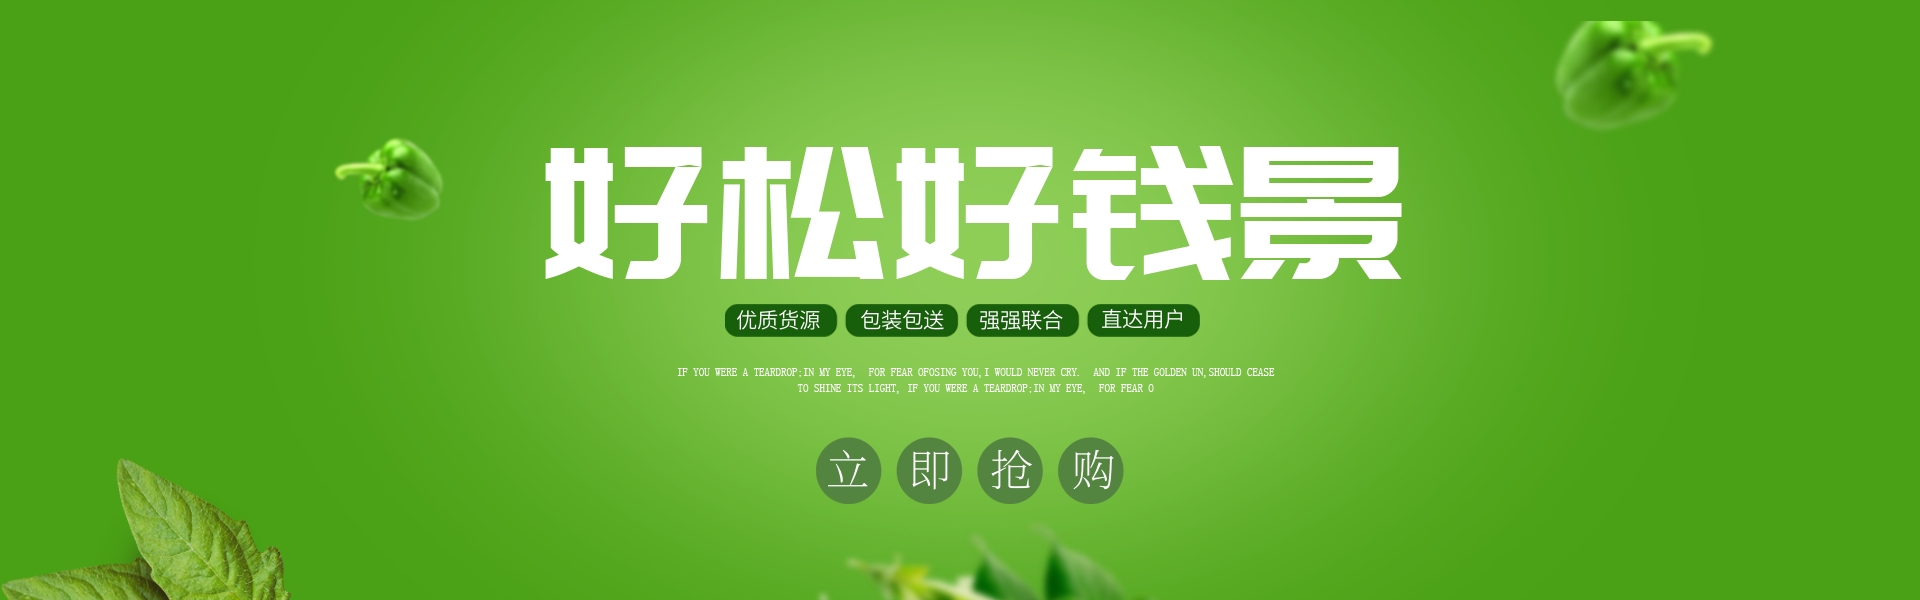 好松好钱景
优质货源 包装包送 强强联合 直达用户
IF YOU WERE A TEARDROP;IN MY EYE, FOR FEAR OFOSING YOU,I WOULD NEVER CRY. AND IF THE GOLDEN UN,SHOULD CEASE
TO SHINE ITS LIGHT, IF YOU WERE A TEARDROP;IN MY EYE, FOR FEAR O
立即抢购